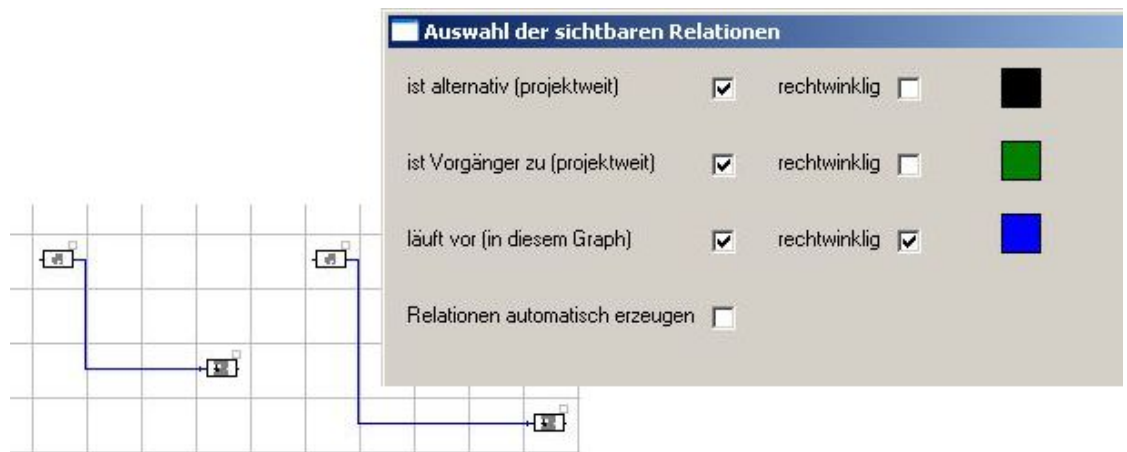 Auswahl der sichtbaren Relationen
ist alternativ (projektweit) rechtwinklig
ist Vorgänger zu (projektweit) rechtwinklig
läuft vor (in diesem Graph) rechtwinklig
Relationen automatisch erzeugen